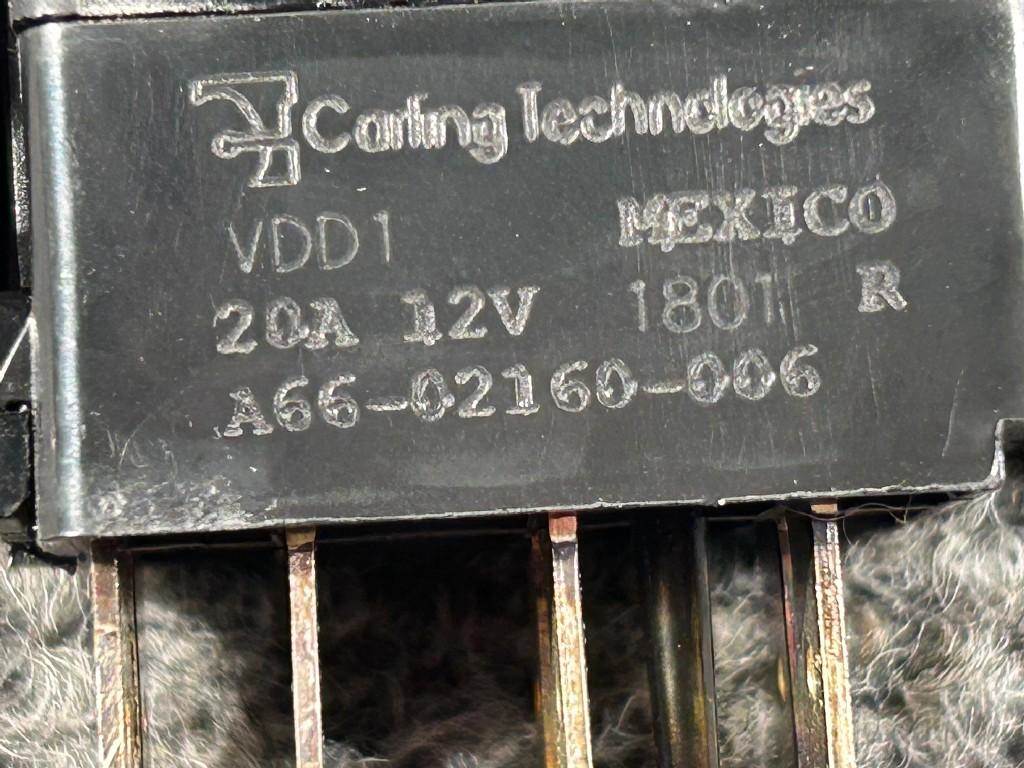 Carling Technologies
VDD1 MEXICO
20A 12V 1801 R
A66-02160-006